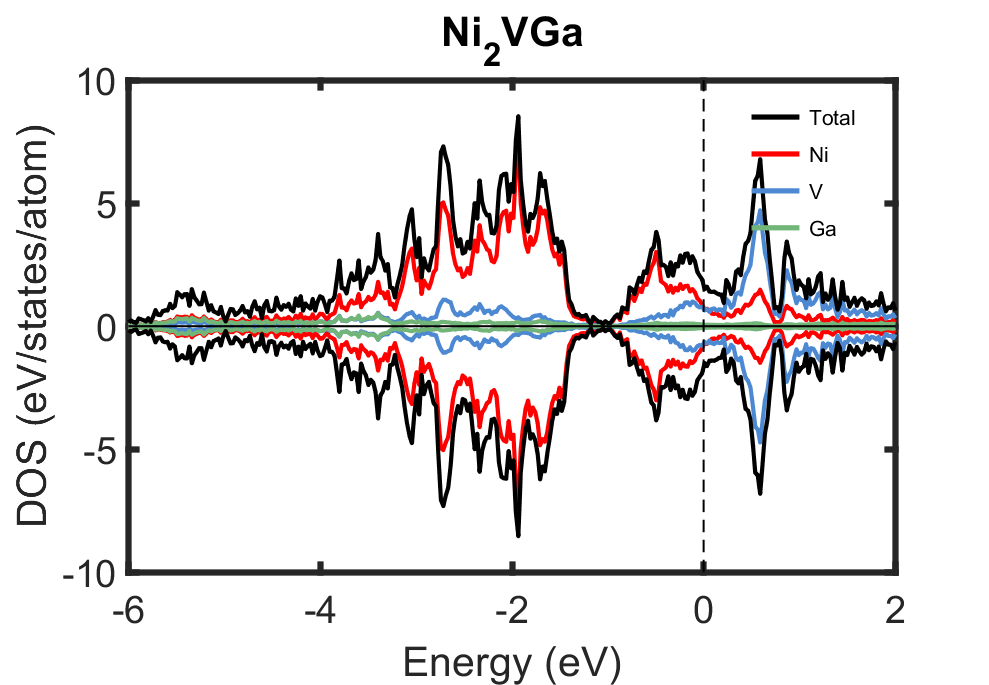 Ni₂VGa
10
5
0
-5
-10
DOS (eV/states/atom)
Total
Ni
V
Ga
-6
-4
-2
0
2
Energy (eV)